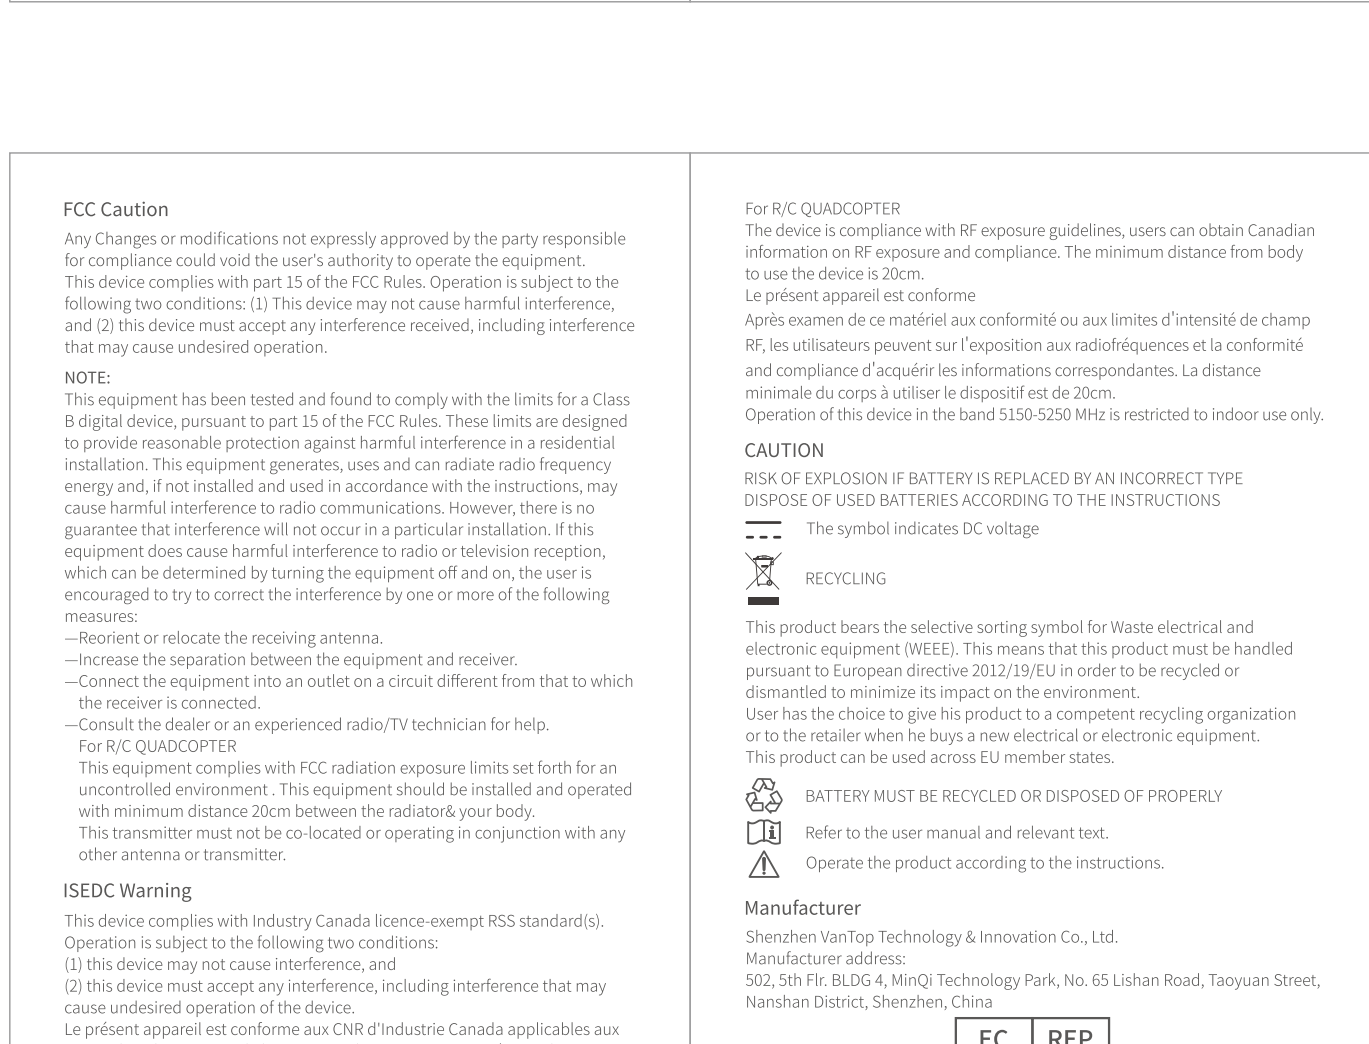 FCC Caution
Any Changes or modifications not expressly approved by the party responsible
for compliance could void the user's authority to operate the equipment.
This device complies with part 15 of the FCC Rules. Operation is subject to the
following two conditions: (1) This device may not cause harmful interference,
and (2) this device must accept any interference received, including interference
that may cause undesired operation.
NOTE:
This equipment has been tested and found to comply with the limits for a Class
B digital device, pursuant to part 15 of the FCC Rules. These limits are designed
to provide reasonable protection against harmful interference in a residential
installation. This equipment generates, uses and can radiate radio frequency
energy and, if not installed and used in accordance with the instructions, may
cause harmful interference to radio communications. However, there is no
guarantee that interference will not occur in a particular installation. If this
equipment does cause harmful interference to radio or television reception,
which can be determined by turning the equipment off and on, the user is
encouraged to try to correct the interference by one or more of the following
measures:
—Reorient or relocate the receiving antenna.
—Increase the separation between the equipment and receiver.
—Connect the equipment into an outlet on a circuit different from that to which
the receiver is connected.
—Consult the dealer or an experienced radio/TV technician for help.
For R/C QUADCOPTER
This equipment complies with FCC radiation exposure limits set forth for an
uncontrolled environment . This equipment should be installed and operated
with minimum distance 20cm between the radiator& your body.
This transmitter must not be co-located or operating in conjunction with any
other antenna or transmitter.
ISEDC Warning
This device complies with Industry Canada licence-exempt RSS standard(s).
Operation is subject to the following two conditions:
(1) this device may not cause interference, and
(2) this device must accept any interference, including interference that may
cause undesired operation of the device.
Le présent appareil est conforme aux CNR d'Industrie Canada applicables aux
For R/C QUADCOPTER
The device is compliance with RF exposure guidelines, users can obtain Canadian
information on RF exposure and compliance. The minimum distance from body
to use the device is 20cm.
Le présent appareil est conforme
Après examen de ce matériel aux conformité ou aux limites d'intensité de champ
RF, les utilisateurs peuvent sur l'exposition aux radiofréquences et la conformité
and compliance d'acquérir les informations correspondantes. La distance
minimale du corps à utiliser le dispositif est de 20cm.
Operation of this device in the band 5150-5250 MHz is restricted to indoor use only.
CAUTION
RISK OF EXPLOSION IF BATTERY IS REPLACED BY AN INCORRECT TYPE
DISPOSE OF USED BATTERIES ACCORDING TO THE INSTRUCTIONS
The symbol indicates DC voltage
RECYCLING
This product bears the selective sorting symbol for Waste electrical and
electronic equipment (WEEE). This means that this product must be handled
pursuant to European directive 2012/19/EU in order to be recycled or
dismantled to minimize its impact on the environment.
User has the choice to give his product to a competent recycling organization
or to the retailer when he buys a new electrical or electronic equipment.
This product can be used across EU member states.
BATTERY MUST BE RECYCLED OR DISPOSED OF PROPERLY
Refer to the user manual and relevant text.
Operate the product according to the instructions.
Manufacturer
Shenzhen VanTop Technology & Innovation Co., Ltd.
Manufacturer address:
502, 5th Flr. BLDG 4, MinQi Technology Park, No. 65 Lishan Road, Taoyuan Street,
Nanshan District, Shenzhen, China
EC REP